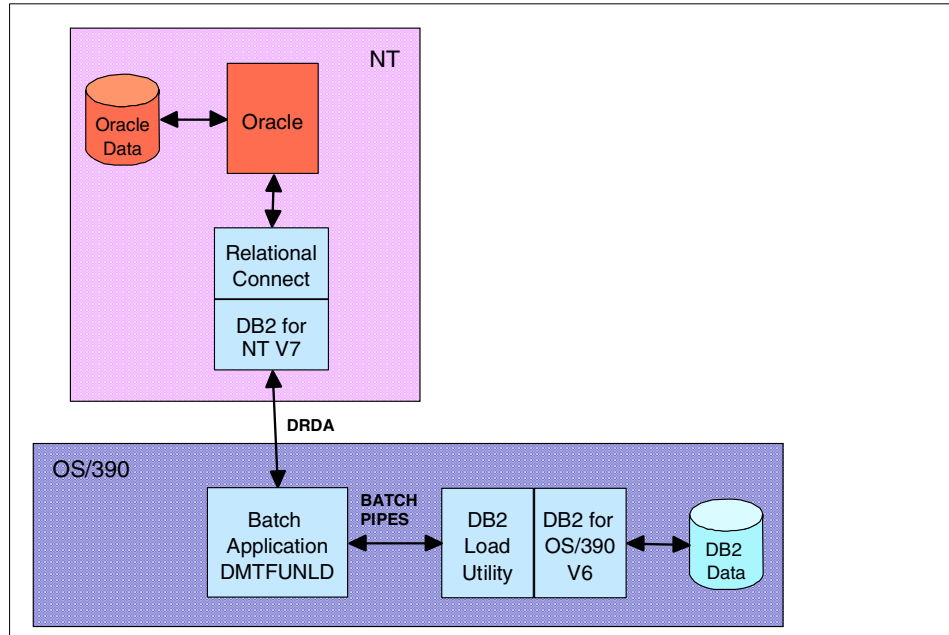 NT
Oracle
Data
Oracle
Relational
Connect
DB2 for
NT V7
DRDA
OS/390
Batch
Application
DMTFUNLD
BATCH
PIPES
DB2
Load
Utility
DB2 for
OS/390
V6
DB2
Data